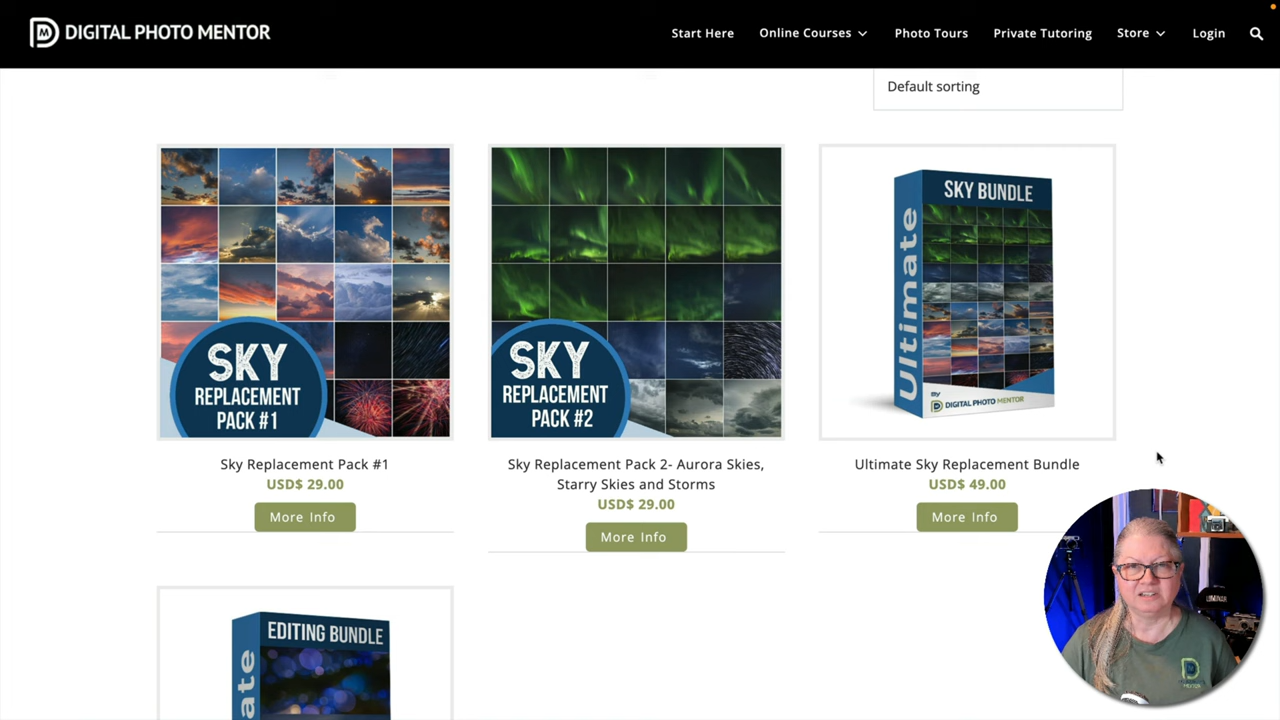 DIGITAL PHOTO MENTOR
Start Here
Online Courses
Photo Tours
Private Tutoring
Store
Login
Default sorting
SKY
REPLACEMENT
PACK #1
SKY
REPLACEMENT
PACK #2
SKY BUNDLE
Ultimate
By
DIGITAL PHOTO MENTOR
Sky Replacement Pack #1
USD$ 29.00
More Info
Sky Replacement Pack 2- Aurora Skies,
Starry Skies and Storms
USD$ 29.00
More Info
Ultimate Sky Replacement Bundle
USD$ 49.00
More Info
EDITING BUNDLE
ate